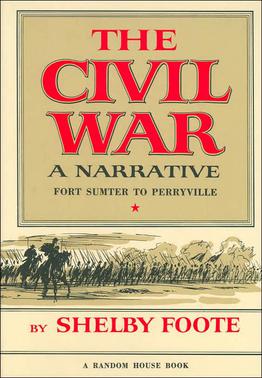 THE
CIVIL
WAR
A NARRATIVE
FORT SUMTER TO PERRYVILLE
BY SHELBY FOOTE
A RANDOM HOUSE BOOK